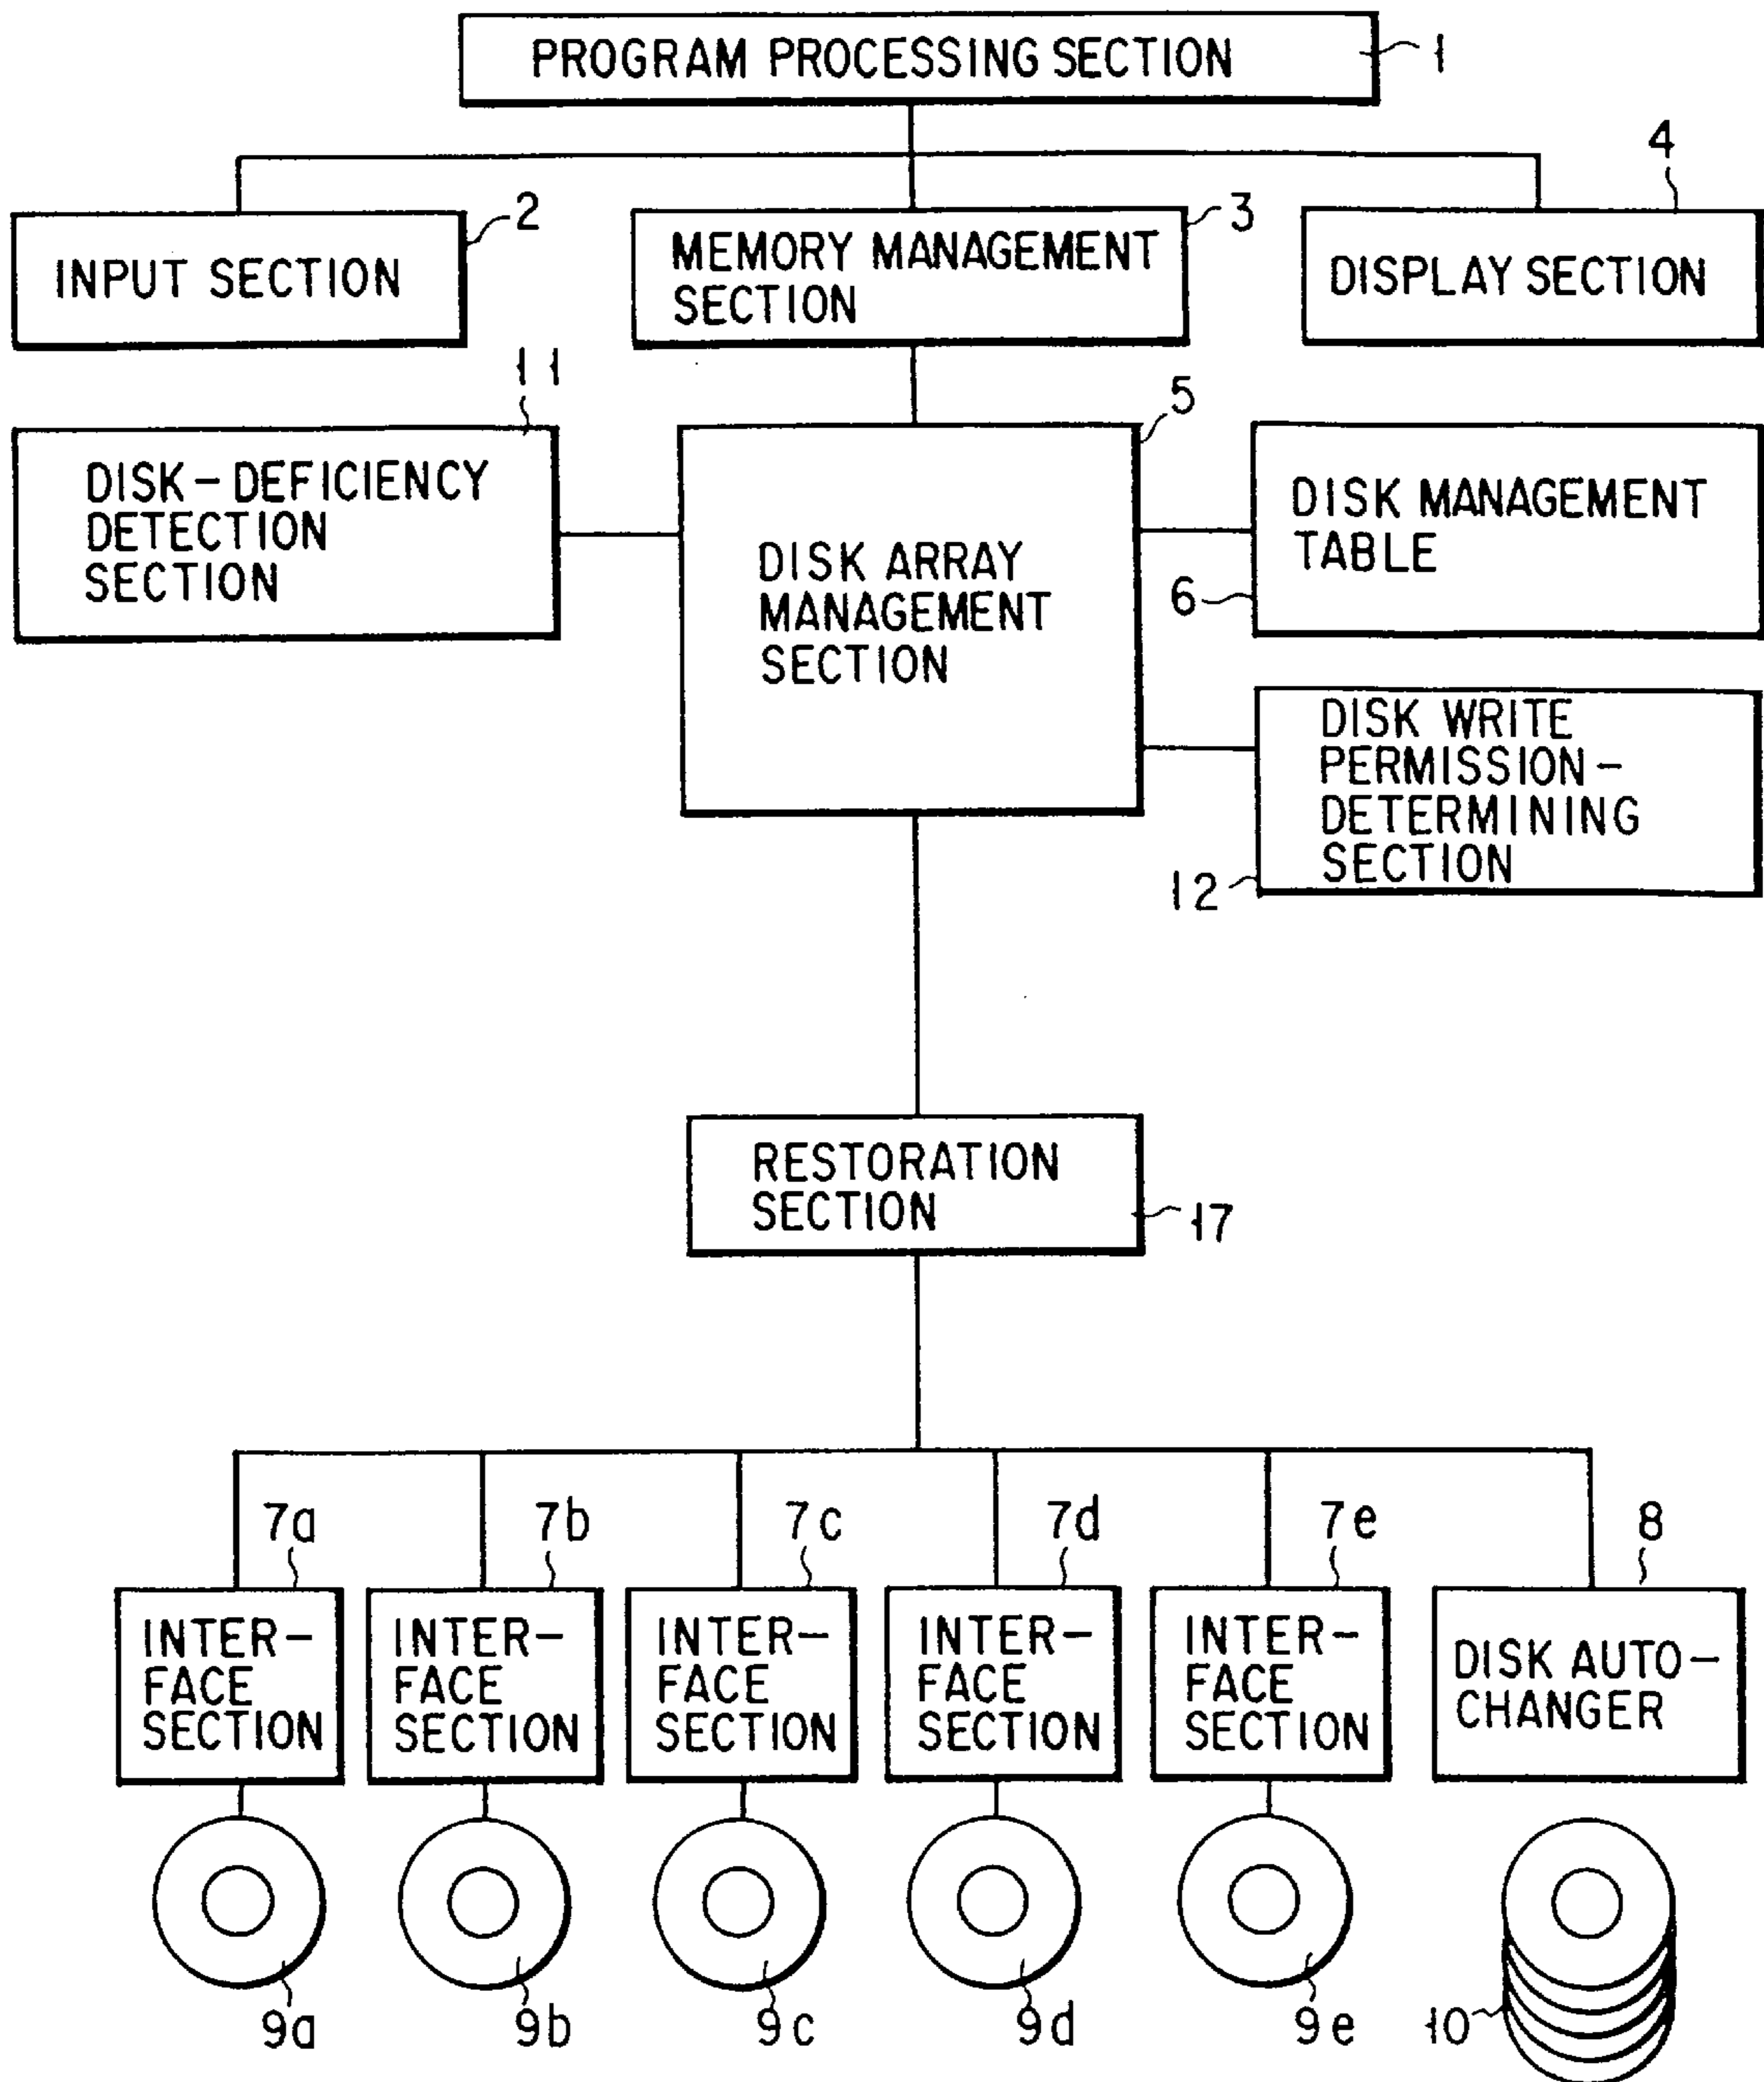 PROGRAM PROCESSING SECTION
1
INPUT SECTION
2
MEMORY MANAGEMENT
SECTION
3
DISPLAY SECTION
4
DISK-DEFICIENCY
DETECTION
SECTION
11
DISK ARRAY
MANAGEMENT
SECTION
5
DISK MANAGEMENT
TABLE
6
DISK WRITE
PERMISSION-
DETERMINING
SECTION
12
RESTORATION
SECTION
17
7a
7b
7c
7d
7e
8
INTER-
FACE
SECTION
INTER-
FACE
SECTION
INTER-
FACE
SECTION
INTER-
FACE
SECTION
INTER-
FACE
SECTION
DISK AUTO-
CHANGER
9a
9b
9c
9d
9e
10